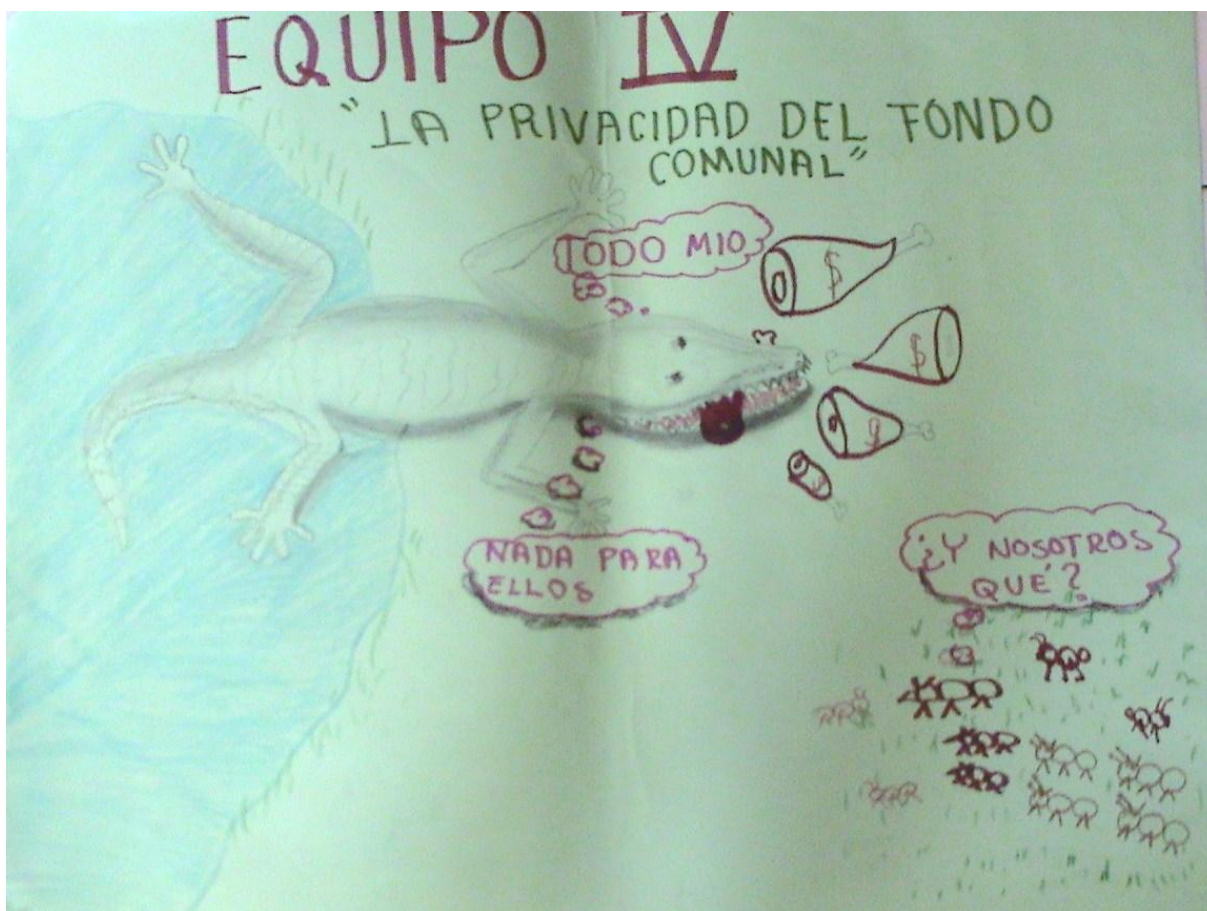 EQUIPO IV
"LA PRIVACIDAD DEL FONDO
COMUNAL"
TODO MIO
$
$
$
$
NADA PARA
ELLOS
¿Y NOSOTROS
QUÉ?